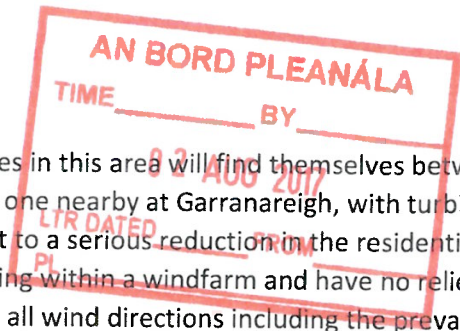 AN BORD PLEANÁLA
TIME BY
es in this area will find themselves betw
02 AUG 2017
one nearby at Garranareigh, with turb
LTR DATED FROM
t to a serious reduction in the residenti
PL
ing within a windfarm and have no relie
all wind directions including the preva